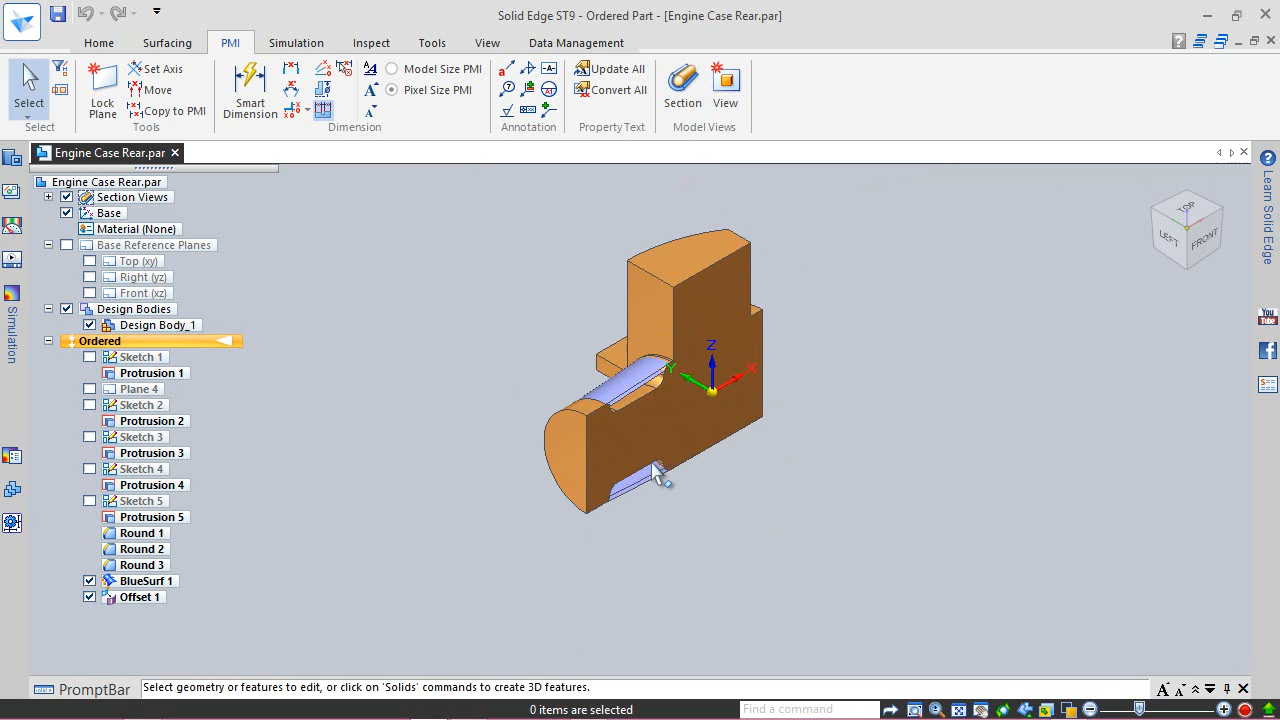 Solid Edge ST9 - Ordered Part - [Engine Case Rear.par]
Home
Surfacing
PMI
Simulation
Inspect
Tools
View
Data Management
Select
Select
Lock
Plane
Set Axis
Move
Copy to PMI
Tools
Smart
Dimension
Model Size PMI
Pixel Size PMI
Dimension
Annotation
Update All
Convert All
PropertyText
Section
View
Model Views
Engine Case Rear.par
Engine Case Rear.par
Section Views
Base
Material (None)
Base Reference Planes
Top (xy)
Right (yz)
Front (xz)
Design Bodies
Design Body_1
Ordered
Sketch 1
Protrusion 1
Plane 4
Sketch 2
Protrusion 2
Sketch 3
Protrusion 3
Sketch 4
Protrusion 4
Sketch 5
Protrusion 5
Round 1
Round 2
Round 3
BlueSurf 1
Offset 1
Simulation
Z
Y
X
TOP
LEFT
FRONT
Learn Solid Edge
You
Tube
PromptBar
Select geometry or features to edit, or click on 'Solids' commands to create 3D features.
0 items are selected
Find a command